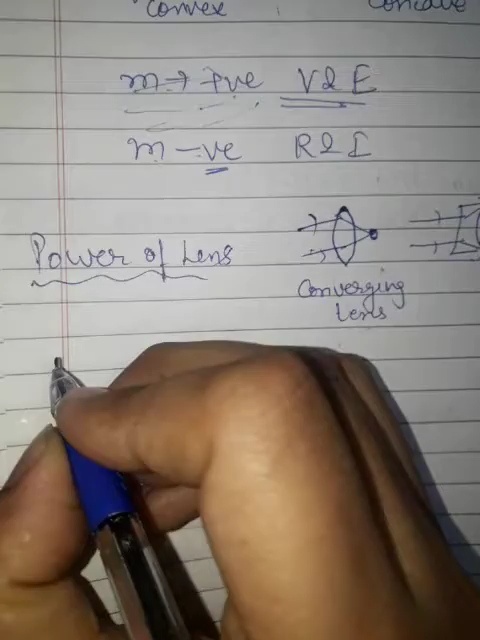 Convex Concave
m → +ve V & E
m -ve R & I
Power of Lens
Converging
Lens